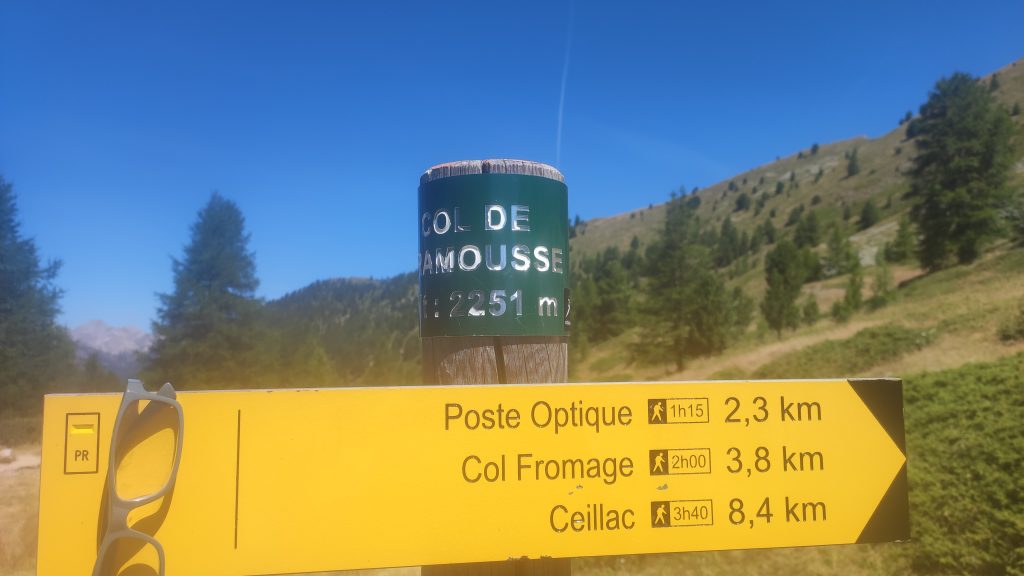 COL DE
AMOUSSE
: 2251 m
PR
Poste Optique 1h15 2,3 km
Col Fromage 2h00 3,8 km
Ceillac 3h40 8,4 km